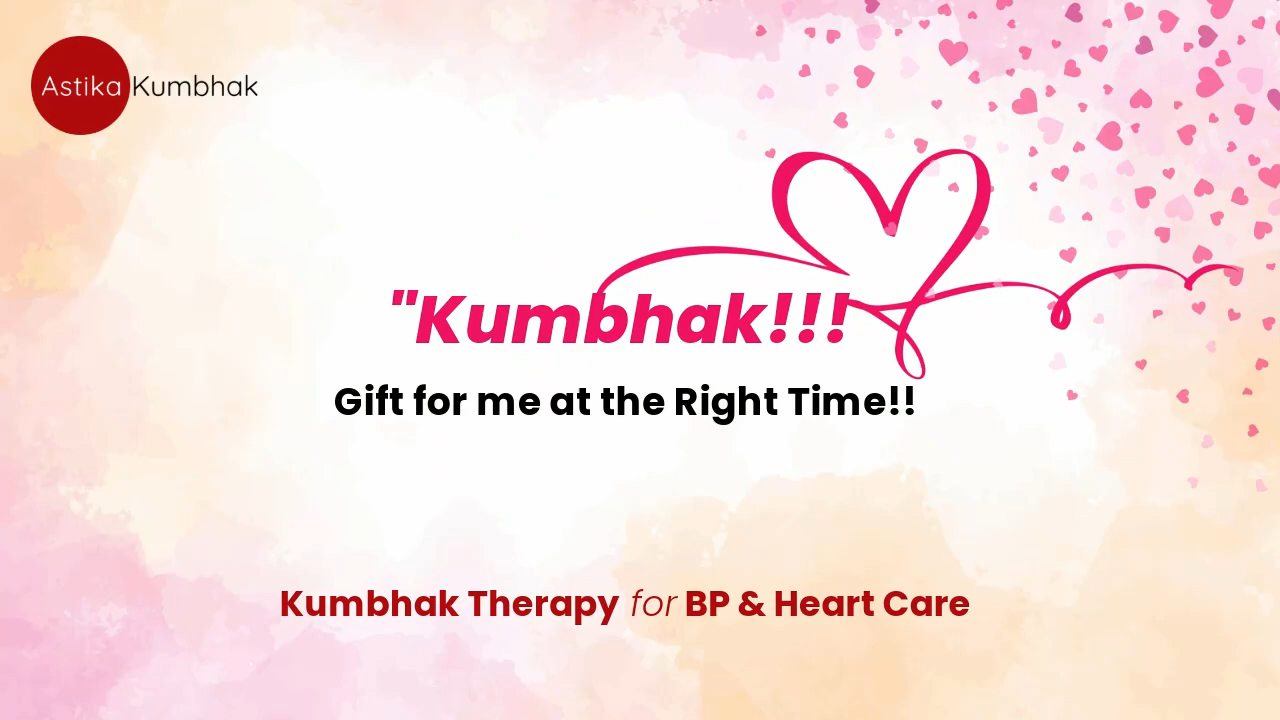 Astika Kumbhak
"Kumbhak!!!
Gift for me at the Right Time!!
Kumbhak Therapy for BP & Heart Care